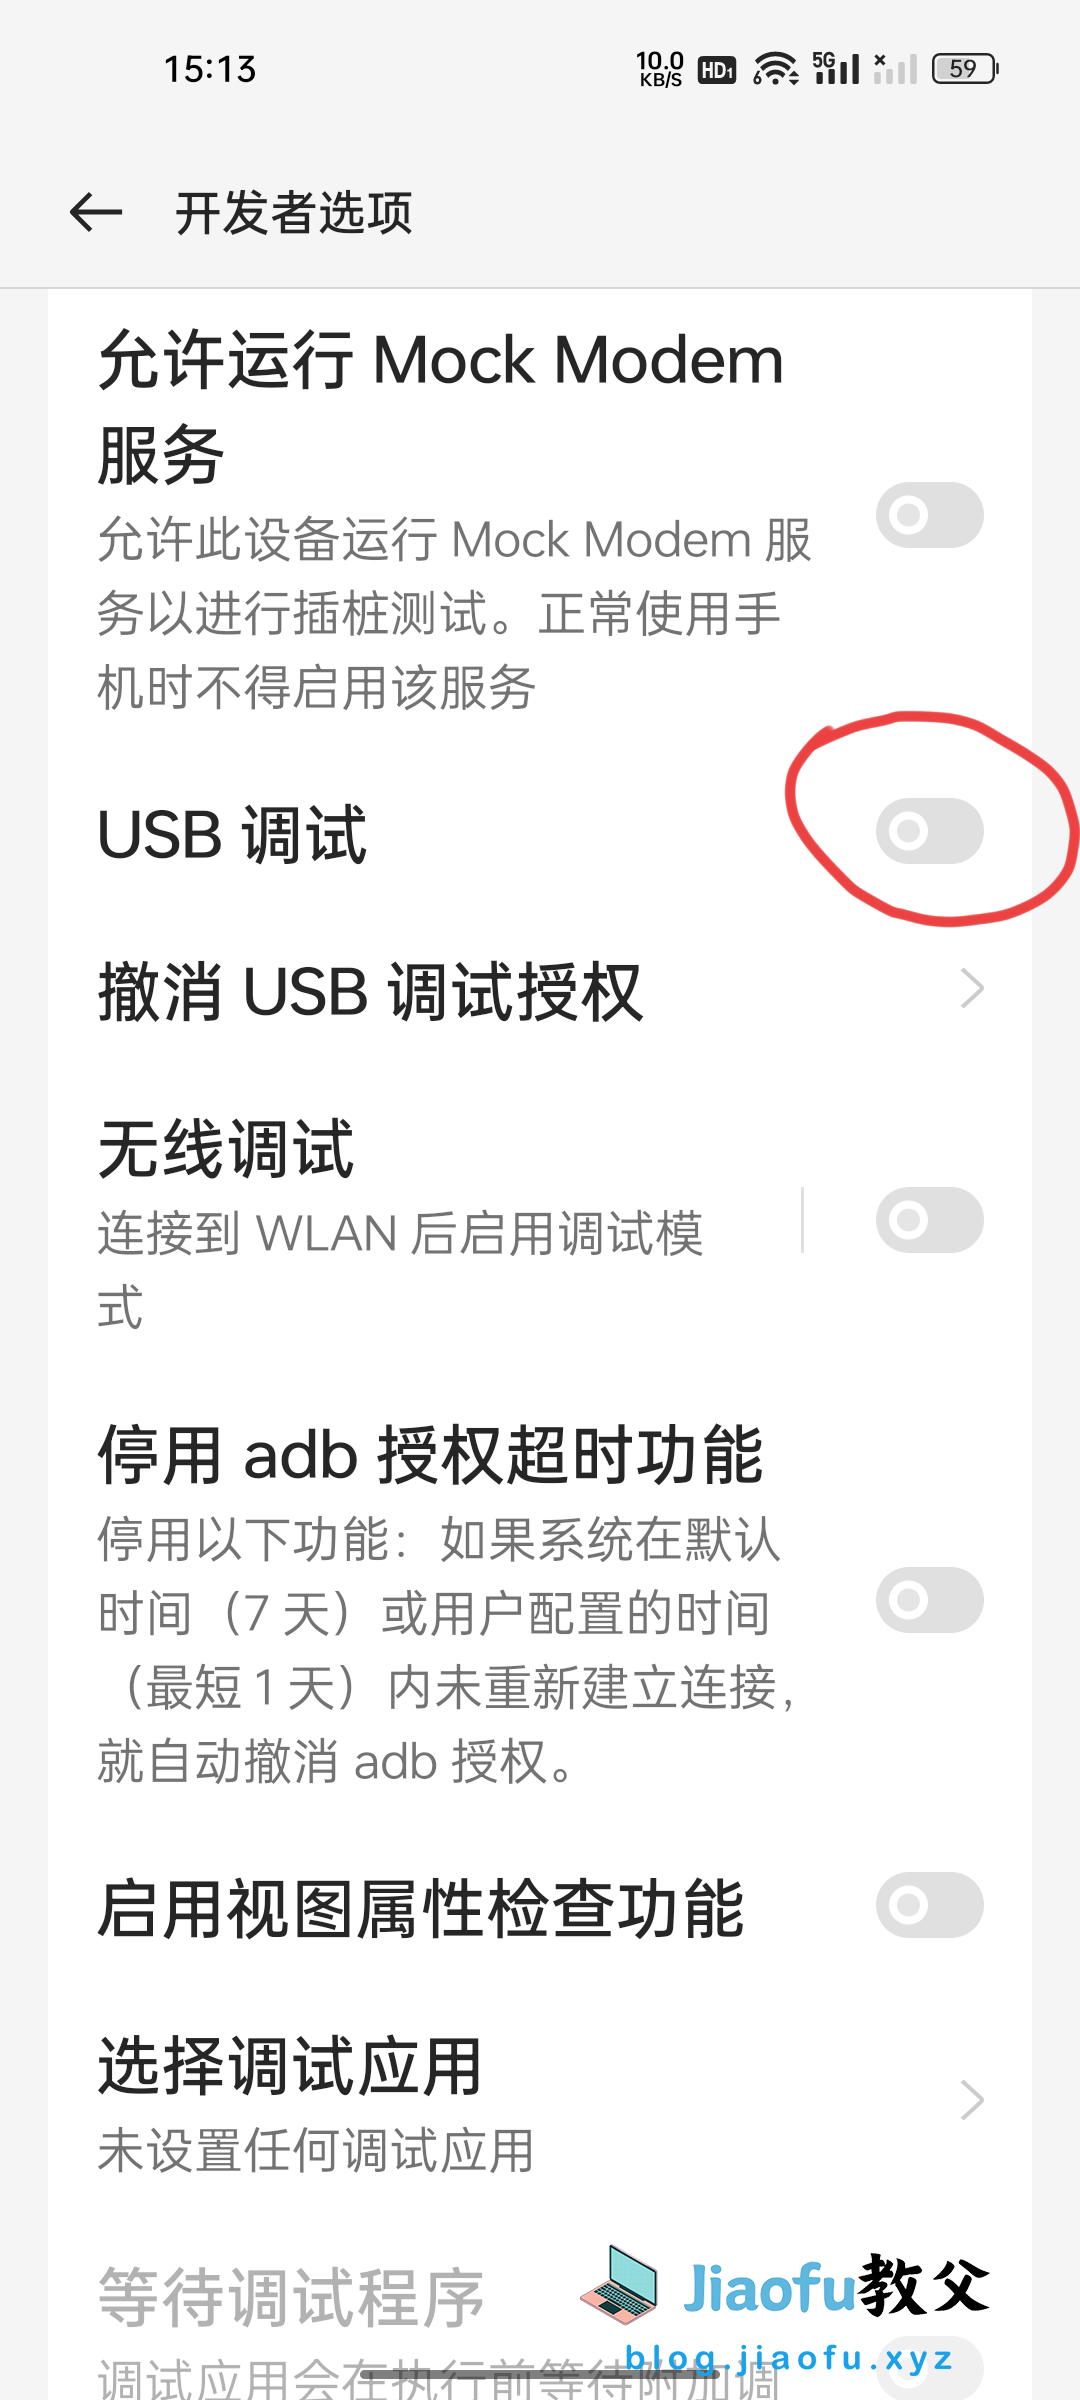 15:13
10.0 KB/S HD1 6 5G 59
开发者选项
允许运行 Mock Modem
服务
允许此设备运行 Mock Modem 服
务以进行插桩测试。正常使用手
机时不得启用该服务
USB 调试
撤消 USB 调试授权
无线调试
连接到 WLAN 后启用调试模
式
停用 adb 授权超时功能
停用以下功能：如果系统在默认
时间（7 天）或用户配置的时间
（最短 1 天）内未重新建立连接，
就自动撤消 adb 授权。
启用视图属性检查功能
选择调试应用
未设置任何调试应用
等待调试程序
调试应用会在执行前等待附加调
Jiaofu教父
blog.jiaofu.xyz